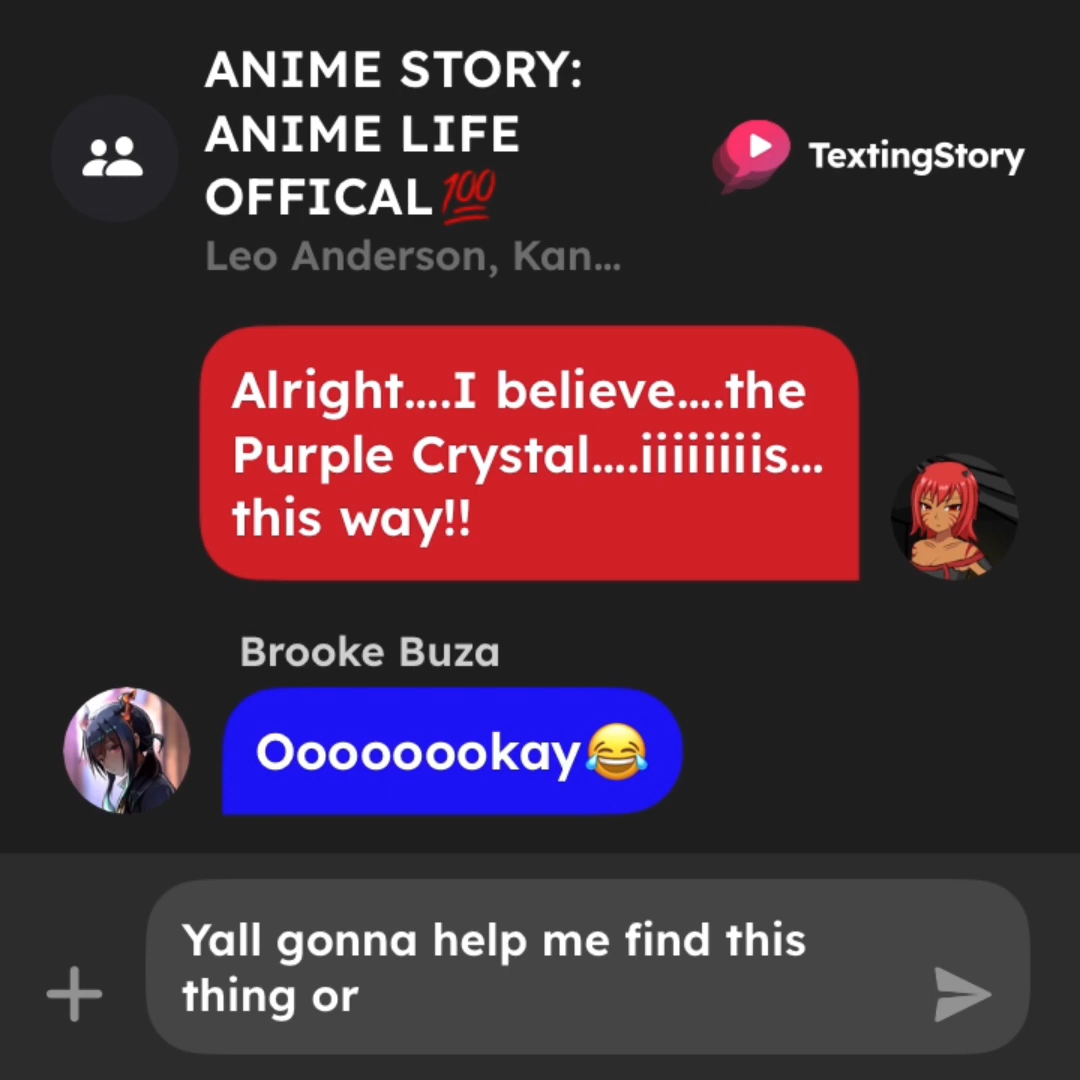 ANIME STORY:
ANIME LIFE
OFFICAL💯
Leo Anderson, Kan...
TextingStory
Alright....I believe....the
Purple Crystal....iiiiiiiis...
this way!!
Brooke Buza
Oooooookay😂
Yall gonna help me find this
thing or